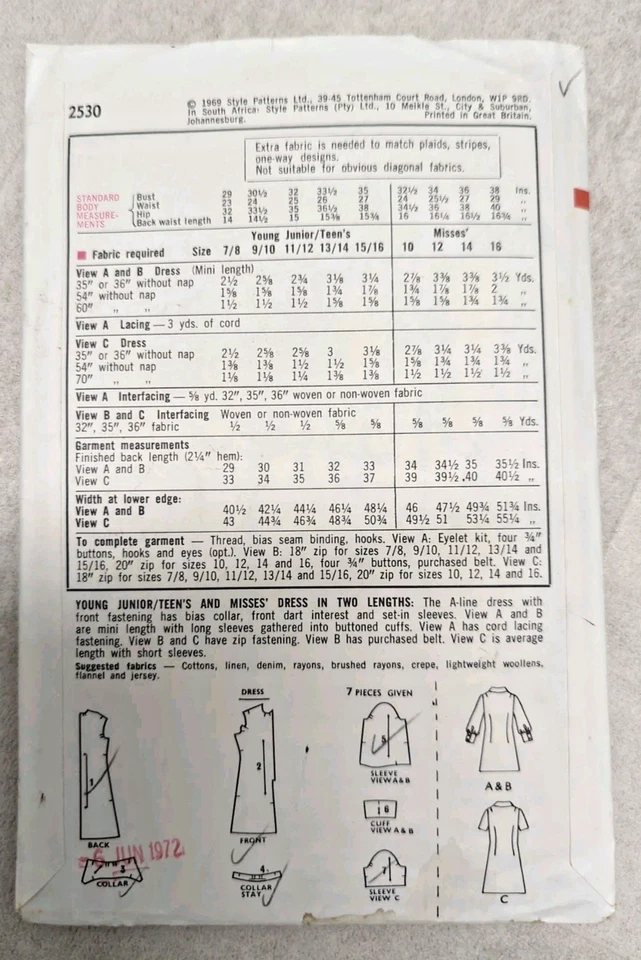 2530
© 1969 Style Patterns Ltd., 39-45 Tottenham Court Road, London, W1P 9RD.
In South Africa: Style Patterns (Pty) Ltd., 10 Meikle St., City & Suburban,
Johannesburg. Printed in Great Britain.
Extra fabric is needed to match plaids, stripes,
one-way designs.
Not suitable for obvious diagonal fabrics.
STANDARD BODY MEASURE-MENTS
Bust 29 30½ 32 33½ 35 32½ 34 36 38 Ins.
Waist 23 24 25 26 27 24 25½ 27 29 „
Hip 32 33½ 35 36½ 38 34½ 36 38 40 „
Back waist length 14 14½ 15 15⅜ 15¾ 16 16¼ 16½ 16¾ „
Young Junior/Teen's Misses'
Fabric required Size 7/8 9/10 11/12 13/14 15/16 10 12 14 16
View A and B Dress (Mini length)
35" or 36" without nap 2½ 2⅝ 2¾ 3⅛ 3¼ 2⅞ 3⅜ 3⅜ 3½ Yds.
54" without nap 1⅝ 1⅝ 1⅝ 1¾ 1⅞ 1¾ 1⅞ 1⅞ 2 „
60" „ „ 1½ 1½ 1½ 1⅝ 1⅝ 1⅝ 1⅝ 1¾ 1¾ „
View A Lacing — 3 yds. of cord
View C Dress
35" or 36" without nap 2½ 2⅝ 2⅝ 3 3⅛ 2⅞ 3¼ 3¼ 3⅜ Yds.
54" without nap 1⅜ 1⅜ 1½ 1½ 1⅝ 1⅝ 1¾ 1¾ 1¾ „
70" „ „ 1⅛ 1⅛ 1¼ 1⅜ 1⅜ 1½ 1½ 1½ 1½ „
View A Interfacing — ⅝ yd. 32", 35", 36" woven or non-woven fabric
View B and C Interfacing Woven or non-woven fabric
32", 35", 36" fabric ½ ½ ½ ⅝ ⅝ ⅝ ⅝ ⅝ ⅝ Yds.
Garment measurements
Finished back length (2¼" hem):
View A and B 29 30 31 32 33 34 34½ 35 35½ Ins.
View C 33 34 35 36 37 39 39½ 40 40½ „
Width at lower edge:
View A and B 40½ 42¼ 44¼ 46¼ 48¼ 46 47½ 49¾ 51¾ Ins.
View C 43 44¾ 46¾ 48¾ 50¾ 49½ 51 53¼ 55¼ „
To complete garment — Thread, bias seam binding, hooks. View A: Eyelet kit, four ¾"
buttons, hooks and eyes (opt.). View B: 18" zip for sizes 7/8, 9/10, 11/12, 13/14 and
15/16, 20" zip for sizes 10, 12, 14 and 16, four ¾" buttons, purchased belt. View C:
18" zip for sizes 7/8, 9/10, 11/12, 13/14 and 15/16, 20" zip for sizes 10, 12, 14 and 16.
YOUNG JUNIOR/TEEN'S AND MISSES' DRESS IN TWO LENGTHS: The A-line dress with
front fastening has bias collar, front dart interest and set-in sleeves. View A and B
are mini length with long sleeves gathered into buttoned cuffs. View A has cord lacing
fastening. View B and C have zip fastening. View B has purchased belt. View C is average
length with short sleeves.
Suggested fabrics — Cottons, linen, denim, rayons, brushed rayons, crepe, lightweight woollens,
flannel and jersey.
DRESS 7 PIECES GIVEN
1
BACK
2
FRONT
5
SLEEVE
VIEW A&B
6
CUFF
VIEW A & B
A & B
6 JUN 1972
3
COLLAR
4
COLLAR
STAY
7
SLEEVE
VIEW C
C